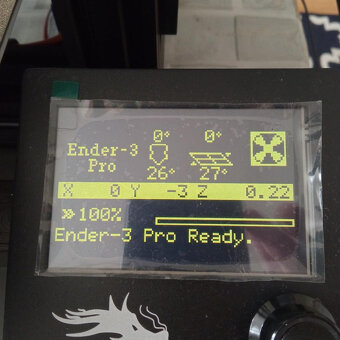 0° 0°
Ender-3
Pro
26° 27°
X 0 Y -3 Z 0.22
»100%
Ender-3 Pro Ready.